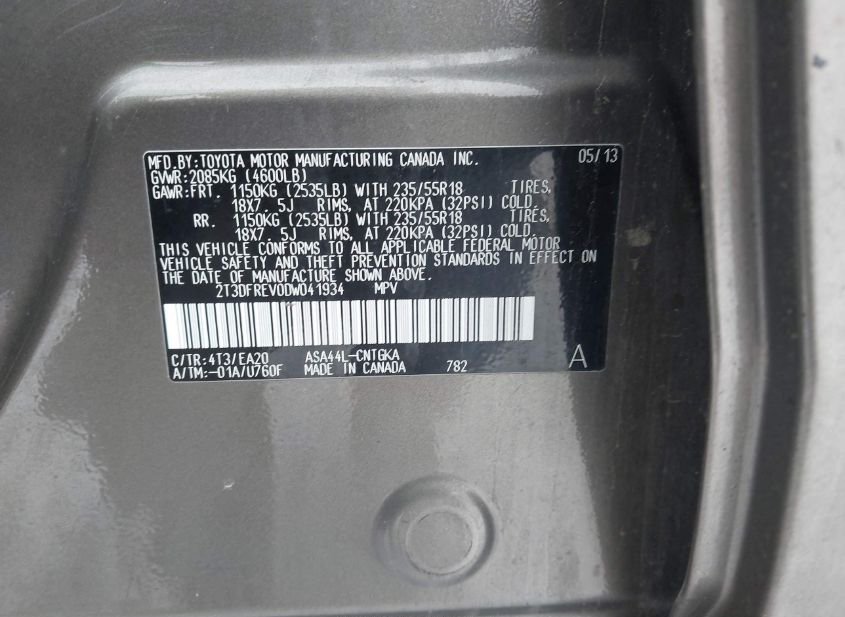 MFD.BY:TOYOTA MOTOR MANUFACTURING CANADA INC. 05/13
GVWR:2085KG (4600LB)
GAWR:FRT. 1150KG (2535LB) WITH 235/55R18 TIRES,
18X7. 5J RIMS, AT 220KPA (32PSI) COLD.
RR. 1150KG (2535LB) WITH 235/55R18 TIRES,
18X7. 5J RIMS, AT 220KPA (32PSI) COLD.
THIS VEHICLE CONFORMS TO ALL APPLICABLE FEDERAL MOTOR
VEHICLE SAFETY AND THEFT PREVENTION STANDARDS IN EFFECT ON
THE DATE OF MANUFACTURE SHOWN ABOVE.
2T3DFREV0DW041934 MPV
C/TR:4T3/EA20 ASA44L-CNTGKA
A/TM:-01A/U760F MADE IN CANADA 782 A